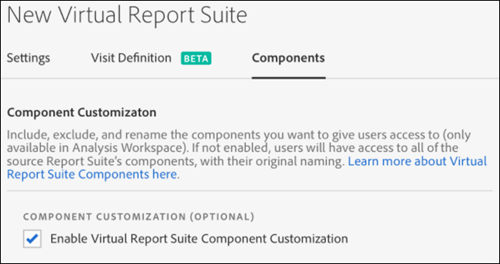 New Virtual Report Suite
Settings Visit Definition BETA Components
Component Customizaton
Include, exclude, and rename the components you want to give users access to (only
available in Analysis Workspace). If not enabled, users will have access to all of the
source Report Suite's components, with their original naming. Learn more about Virtual
Report Suite Components here.
COMPONENT CUSTOMIZATION (OPTIONAL)
Enable Virtual Report Suite Component Customization